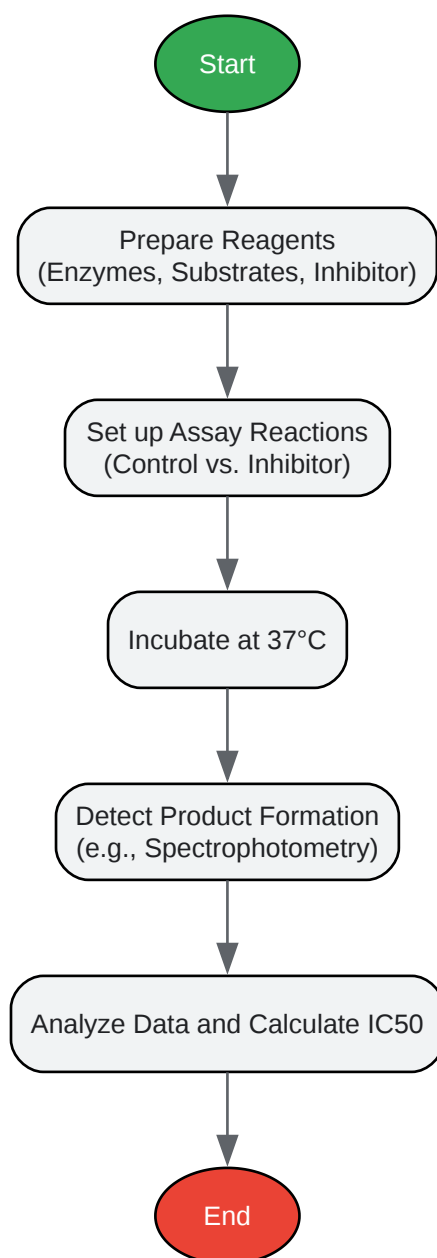 Start
Prepare Reagents
(Enzymes, Substrates, Inhibitor)
Set up Assay Reactions
(Control vs. Inhibitor)
Incubate at 37°C
Detect Product Formation
(e.g., Spectrophotometry)
Analyze Data and Calculate IC50
End